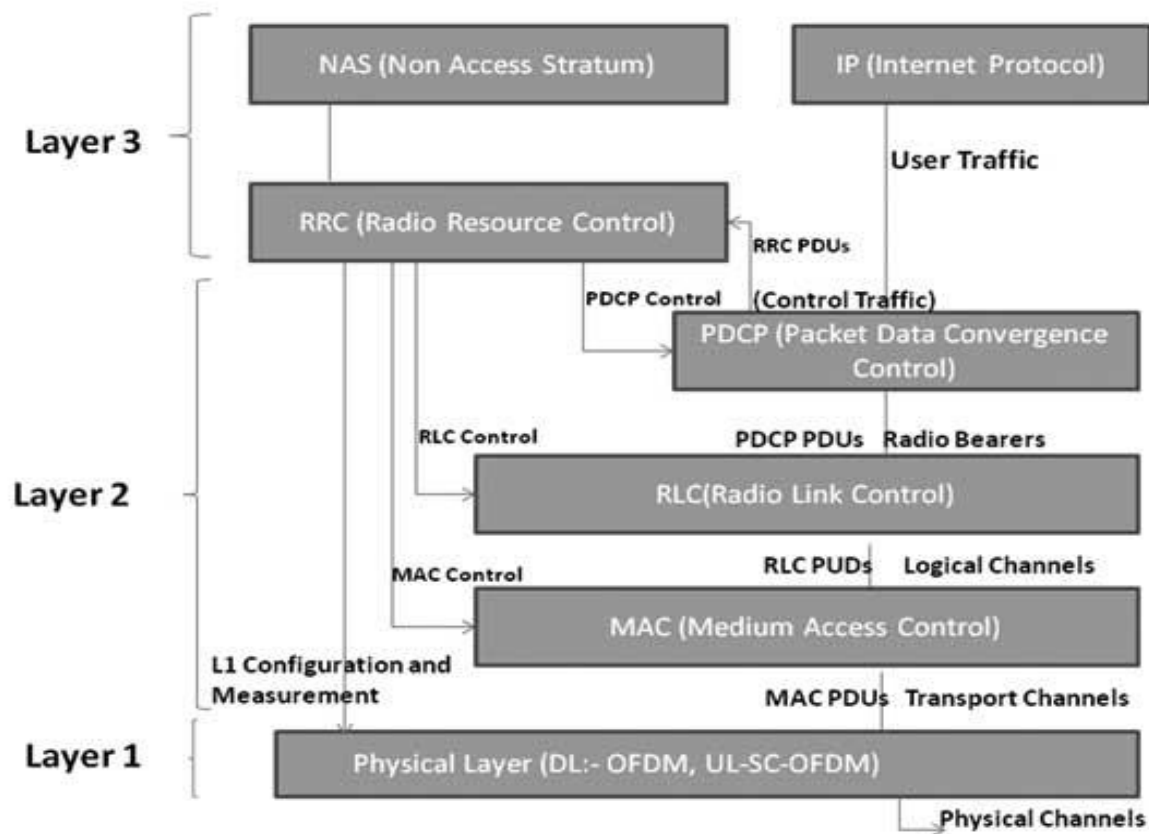 NAS (Non Access Stratum)
IP (Internet Protocol)
Layer 3
User Traffic
RRC (Radio Resource Control)
RRC PDUs
PDCP Control
(Control Traffic)
PDCP (Packet Data Convergence
Control)
RLC Control
PDCP PDUs Radio Bearers
Layer 2
RLC(Radio Link Control)
RLC PUDs Logical Channels
MAC Control
MAC (Medium Access Control)
L1 Configuration and
Measurement
MAC PDUs Transport Channels
Layer 1
Physical Layer (DL:- OFDM, UL-SC-OFDM)
Physical Channels